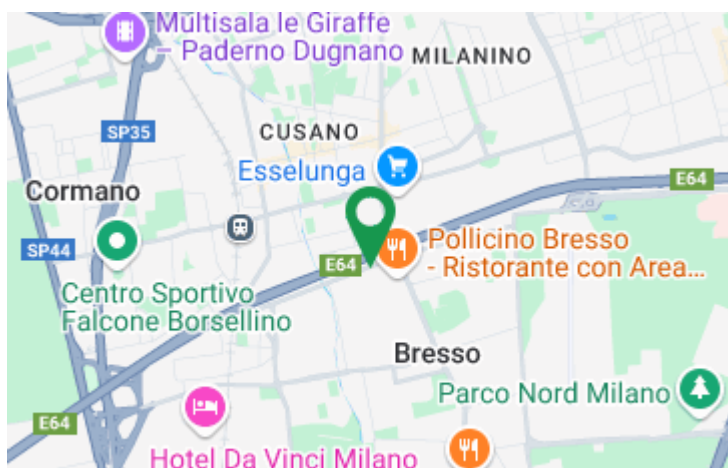 Multisala le Giraffe
– Paderno Dugnano
MILANINO
SP35
CUSANO
Esselunga
Cormano
E64
SP44
E64
Pollicino Bresso
- Ristorante con Area...
Centro Sportivo
Falcone Borsellino
Bresso
Parco Nord Milano
E64
Hotel Da Vinci Milano